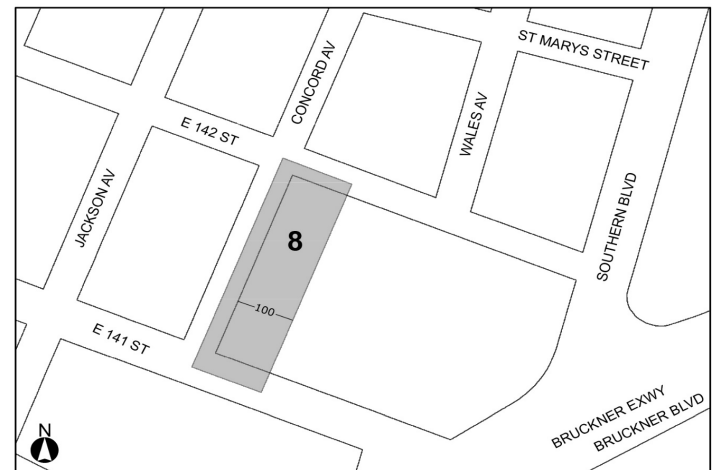 ST MARYS STREET
CONCORD AV
E 142 ST
WALES AV
JACKSON AV
SOUTHERN BLVD
8
100
E 141 ST
BRUCKNER EXWY
BRUCKNER BLVD
N